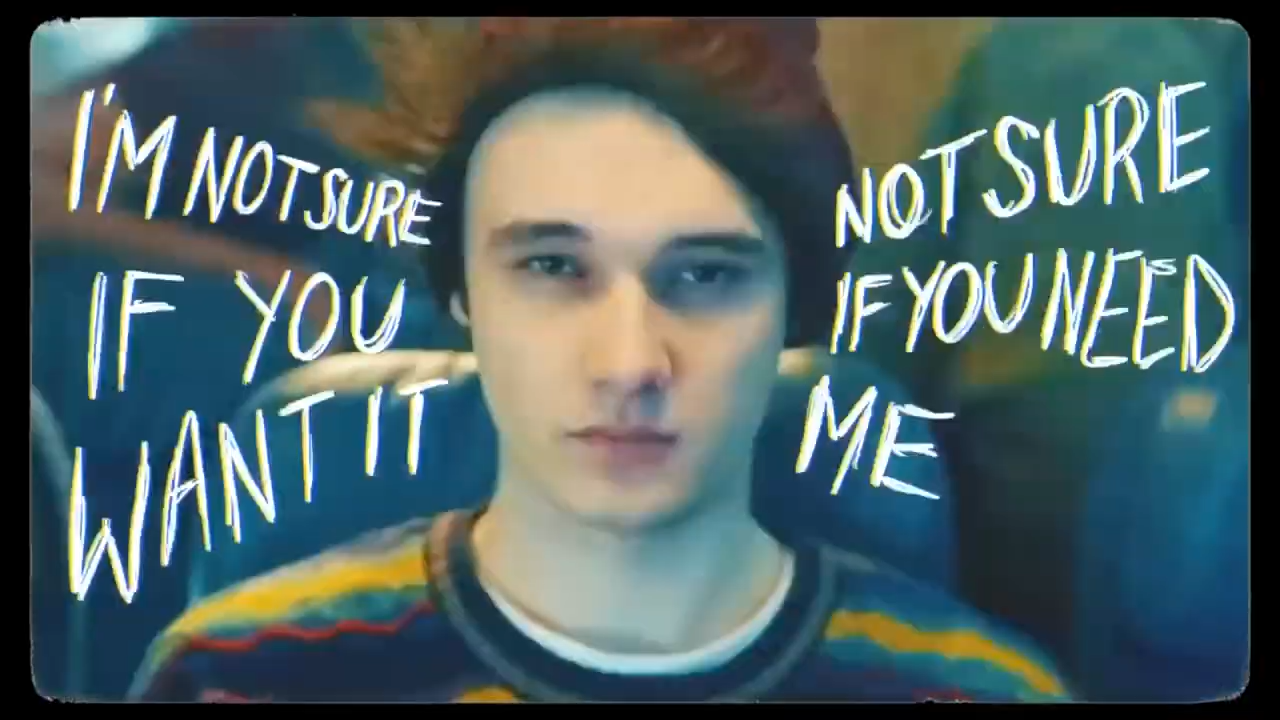 I'M NOT SURE
IF YOU
WANT IT
NOT SURE
IF YOU NEED
ME